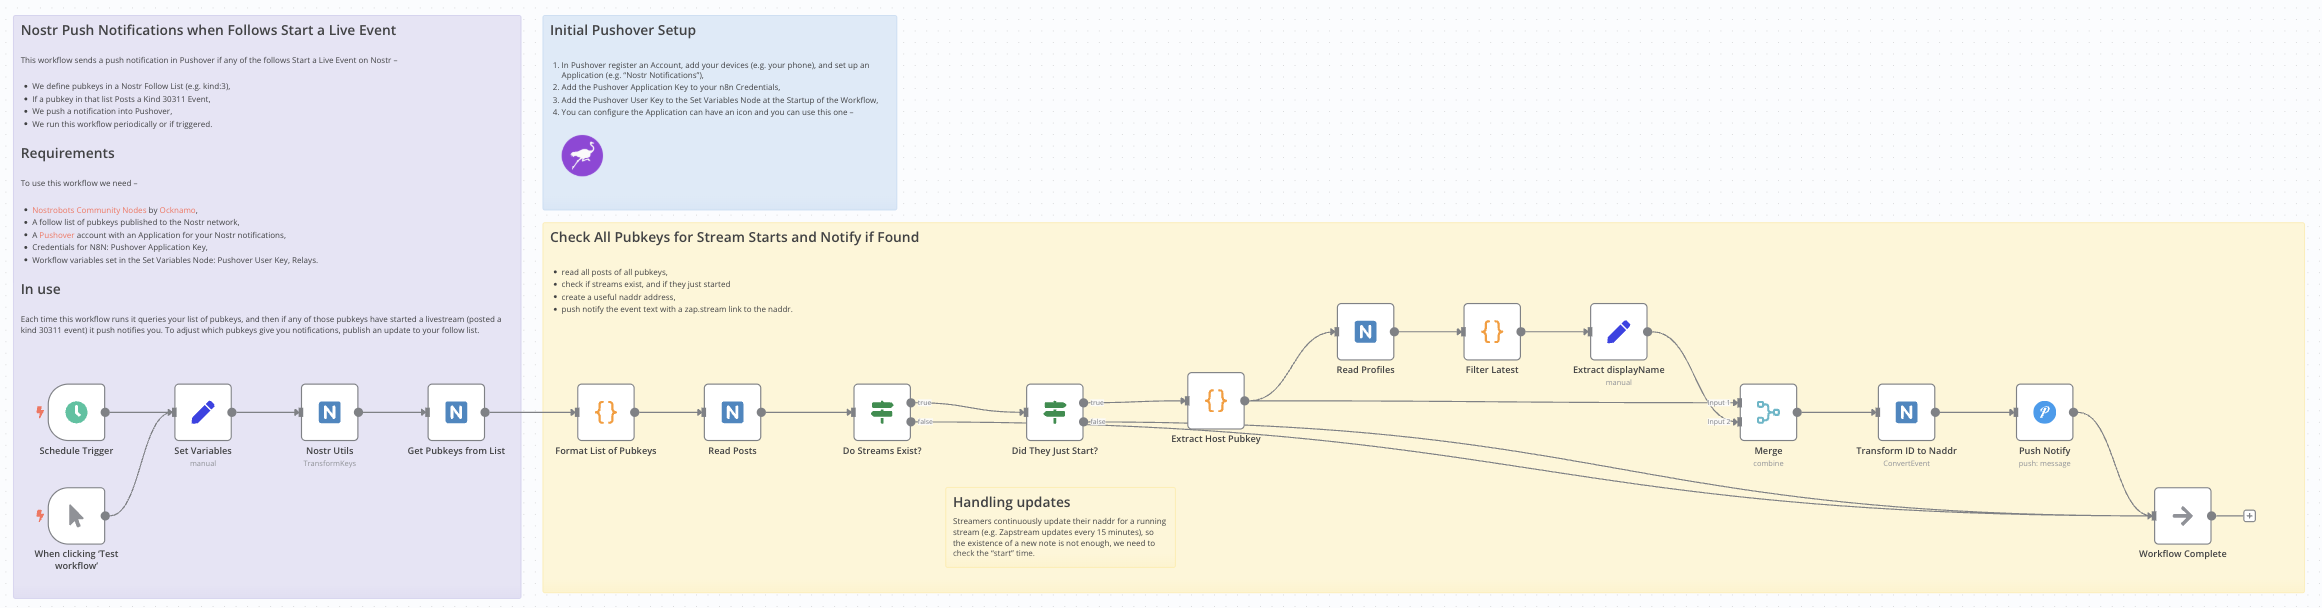 Nostr Push Notifications when Follows Start a Live Event
This workflow sends a push notification in Pushover if any of the follows Start a Live Event on Nostr –
• We define pubkeys in a Nostr Follow List (e.g. kind:3),
• If a pubkey in that list Posts a Kind 30311 Event,
• We push a notification into Pushover,
• We run this workflow periodically or if triggered.
Requirements
To use this workflow we need –
• Nostrobots Community Nodes by Ocknamo,
• A follow list of pubkeys published to the Nostr network,
• A Pushover account with an Application for your Nostr notifications,
• Credentials for N8N: Pushover Application Key,
• Workflow variables set in the Set Variables Node: Pushover User Key, Relays.
In use
Each time this workflow runs it queries your list of pubkeys, and then if any of those pubkeys have started a livestream (posted a
kind 30311 event) it push notifies you. To adjust which pubkeys give you notifications, publish an update to your follow list.
Schedule Trigger
Set Variables
manual
Nostr Utils
TransformKeys
Get Pubkeys from List
When clicking ‘Test
workflow’
Initial Pushover Setup
1. In Pushover register an Account, add your devices (e.g. your phone), and set up an
Application (e.g. “Nostr Notifications”),
2. Add the Pushover Application Key to your n8n Credentials,
3. Add the Pushover User Key to the Set Variables Node at the Startup of the Workflow,
4. You can configure the Application can have an icon and you can use this one –
Check All Pubkeys for Stream Starts and Notify if Found
• read all posts of all pubkeys,
• check if streams exist, and if they just started
• create a useful naddr address,
• push notify the event text with a zap.stream link to the naddr.
Format List of Pubkeys
Read Posts
true
false
Do Streams Exist?
true
false
Did They Just Start?
Extract Host Pubkey
Read Profiles
Filter Latest
Extract displayName
manual
Input 1
Input 2
Merge
combine
Transform ID to Naddr
ConvertEvent
Push Notify
push: message
Handling updates
Streamers continuously update their naddr for a running
stream (e.g. Zapstream updates every 15 minutes), so
the existence of a new note is not enough, we need to
check the “start” time.
Workflow Complete